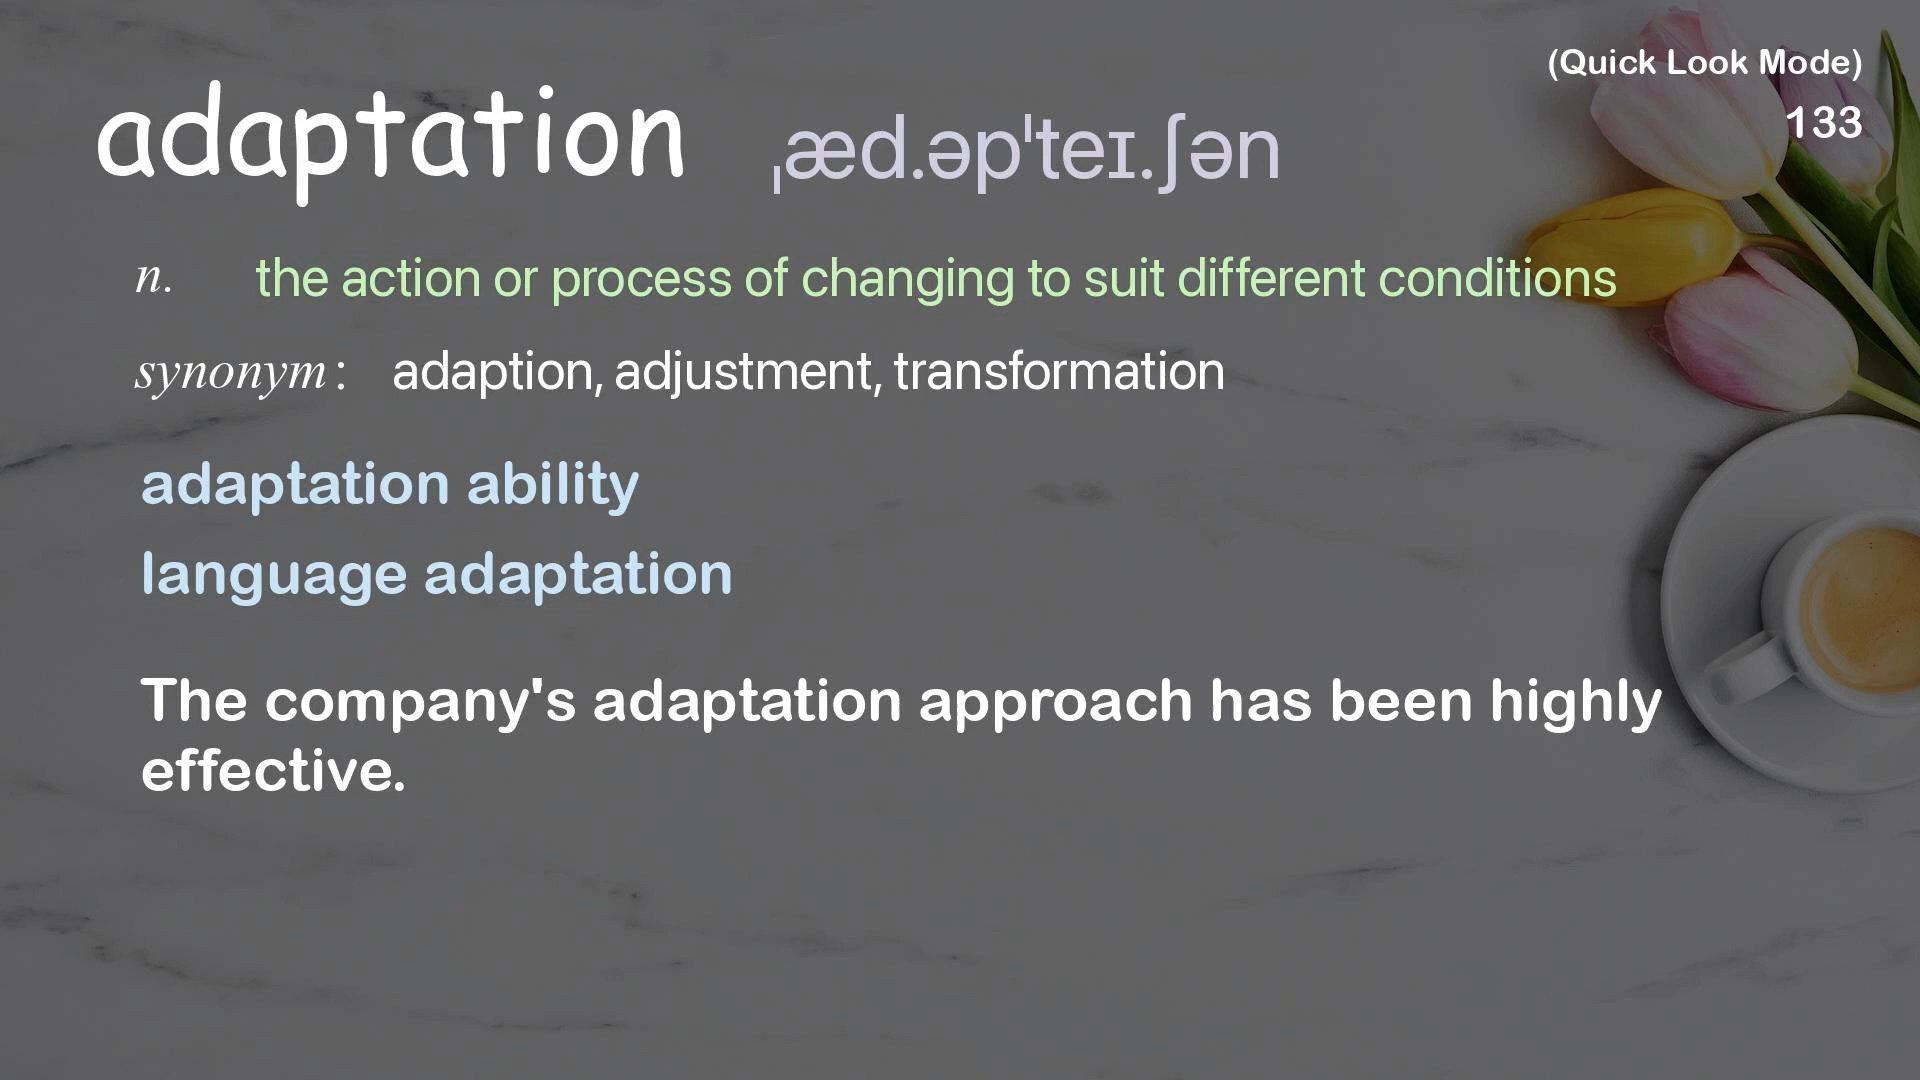 (Quick Look Mode)
133
adaptation ˌæd.əpˈteɪ.ʃən
n. the action or process of changing to suit different conditions
synonym : adaption, adjustment, transformation
adaptation ability
language adaptation
The company's adaptation approach has been highly
effective.